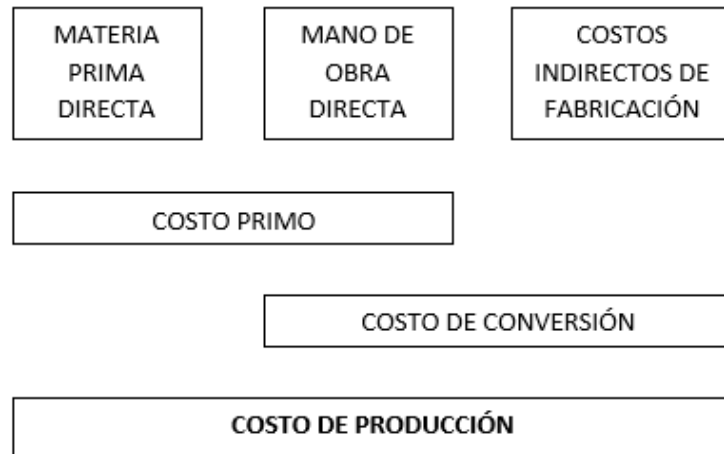 MATERIA
PRIMA
DIRECTA
MANO DE
OBRA
DIRECTA
COSTOS
INDIRECTOS DE
FABRICACIÓN
COSTO PRIMO
COSTO DE CONVERSIÓN
COSTO DE PRODUCCIÓN